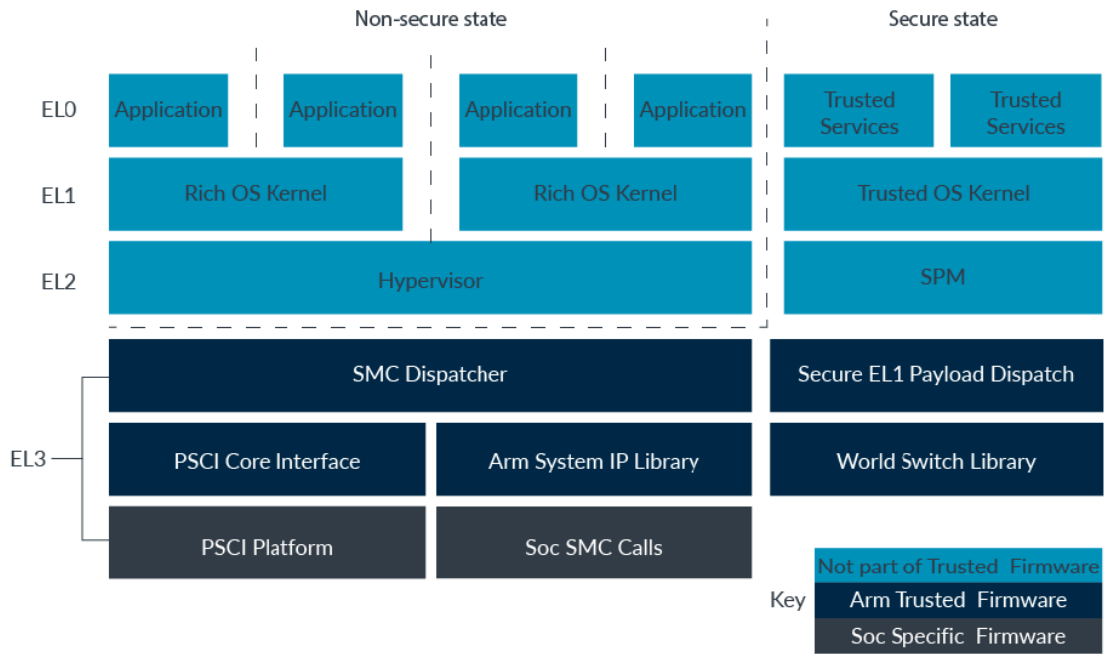 Non-secure state
Secure state
EL0
Application
Application
Application
Application
Trusted
Services
Trusted
Services
EL1
Rich OS Kernel
Rich OS Kernel
Trusted OS Kernel
EL2
Hypervisor
SPM
SMC Dispatcher
Secure EL1 Payload Dispatch
EL3
PSCI Core Interface
Arm System IP Library
World Switch Library
PSCI Platform
Soc SMC Calls
Key
Not part of Trusted Firmware
Arm Trusted Firmware
Soc Specific Firmware